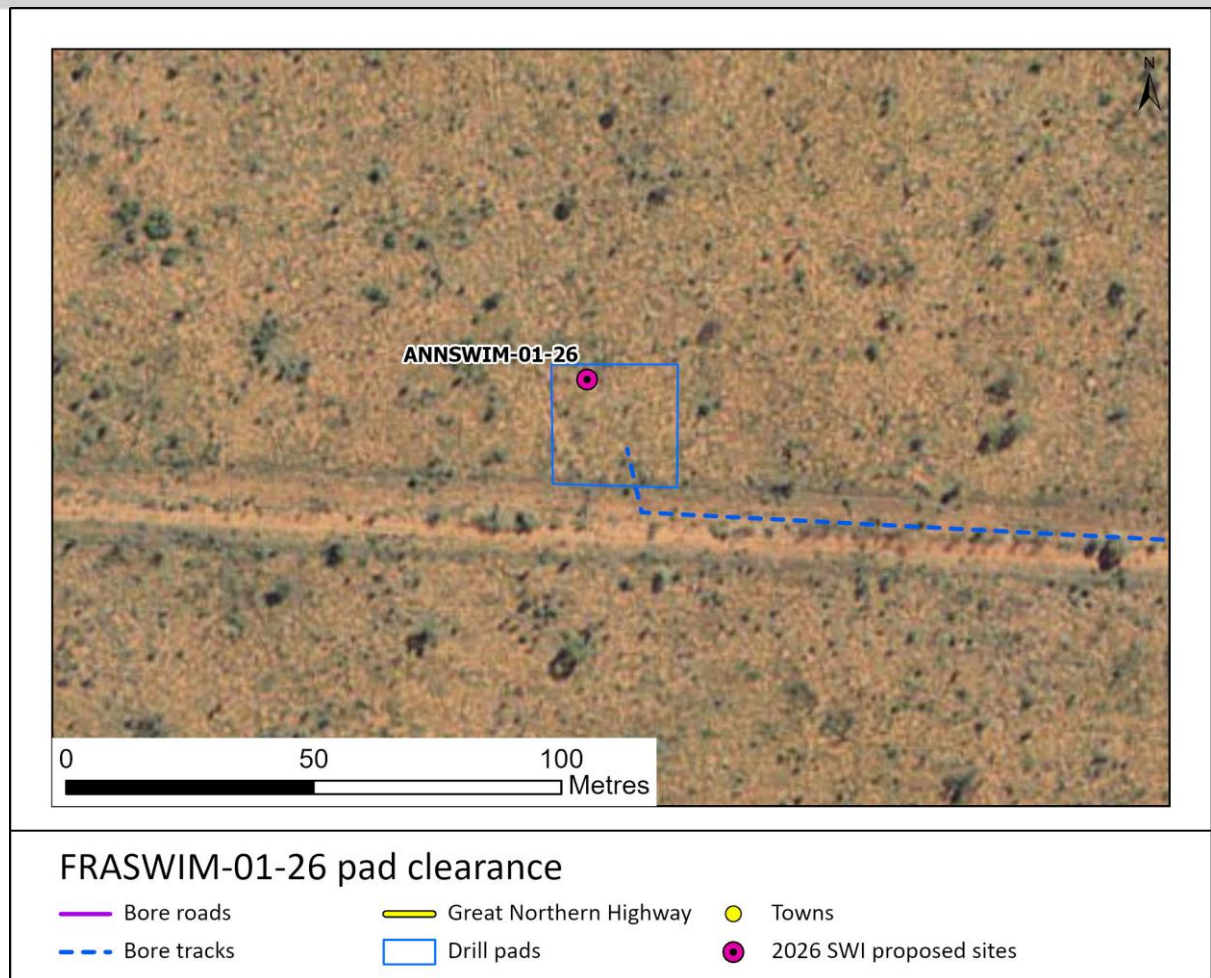 N
ANNSWIM-01-26
0 50 100
Metres
FRASWIM-01-26 pad clearance
Bore roads Great Northern Highway Towns
Bore tracks Drill pads 2026 SWI proposed sites